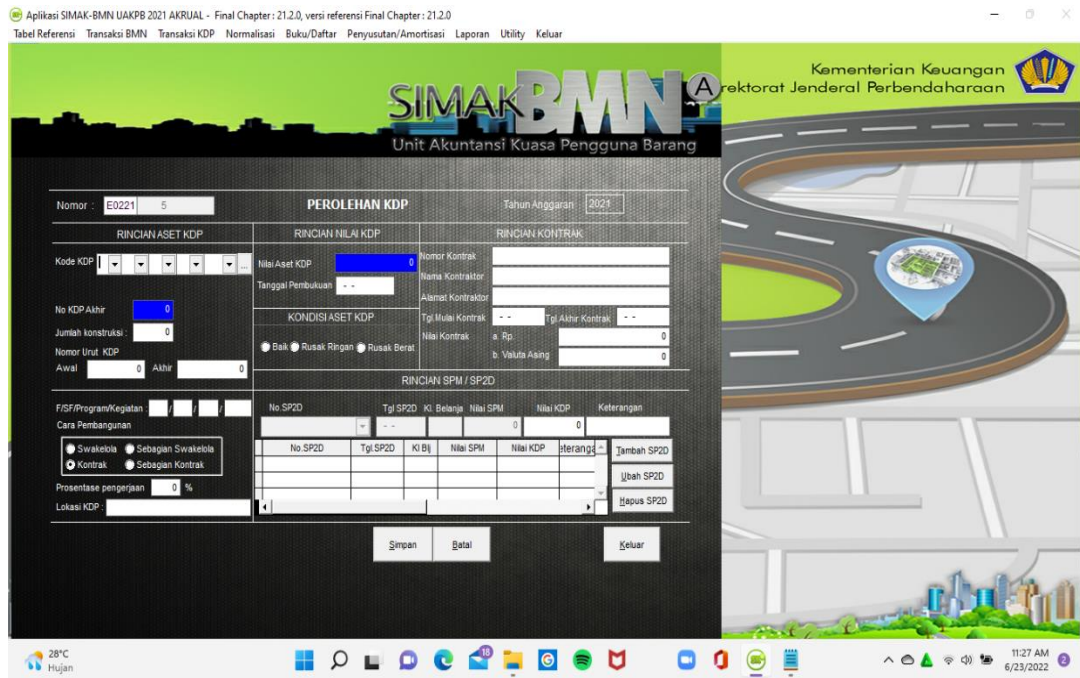 Aplikasi SIMAK-BMN UAKPB 2021 AKRUAL - Final Chapter : 21.2.0, versi referensi Final Chapter : 21.2.0
Tabel Referensi Transaksi BMN Transaksi KDP Normalisasi Buku/Daftar Penyusutan/Amortisasi Laporan Utility Keluar
Kementerian Keuangan
rektorat Jenderal Perbendaharaan
SIMAK BMN A
Unit Akuntansi Kuasa Pengguna Barang
Nomor : E0221 5 PEROLEHAN KDP Tahun Anggaran 2021
RINCIAN ASET KDP
Kode KDP ...
No KDP Akhir 0
Jumlah konstruksi : 0
Nomor Urut KDP
Awal 0 Akhir 0
RINCIAN NILAI KDP
Nilai Aset KDP 0
Tanggal Pembukuan - -
KONDISI ASET KDP
Baik Rusak Ringan Rusak Berat
RINCIAN KONTRAK
Nomor Kontrak
Nama Kontraktor
Alamat Kontraktor
Tgl.Mulai Kontrak - - Tgl.Akhir Kontrak - -
Nilai Kontrak a. Rp. 0
b. Valuta Asing 0
F/SF/Program/Kegiatan : / / /
Cara Pembangunan
Swakelola Sebagian Swakelola
Kontrak Sebagian Kontrak
Prosentase pengerjaan 0 %
Lokasi KDP :
RINCIAN SPM / SP2D
No.SP2D Tgl SP2D Kl. Belanja Nilai SPM Nilai KDP Keterangan
- - 0 0
No.SP2D Tgl.SP2D Kl Blj Nilai SPM Nilai KDP eteranga
Tambah SP2D
Ubah SP2D
Hapus SP2D
Simpan Batal Keluar
28°C
Hujan
18
11:27 AM
6/23/2022
2